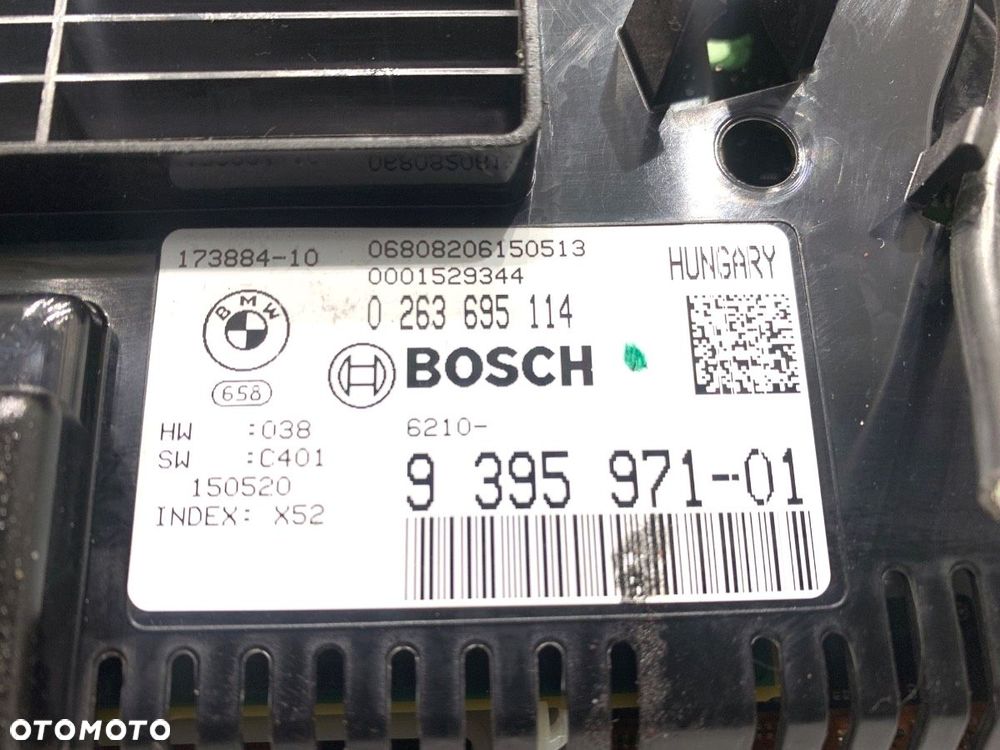 173884-10
06808206150513
0001529344
HUNGARY
0 263 695 114
BMW
BOSCH
658
HW :038
6210-
SW :C401
9 395 971-01
150520
INDEX: X52
OTOMOTO